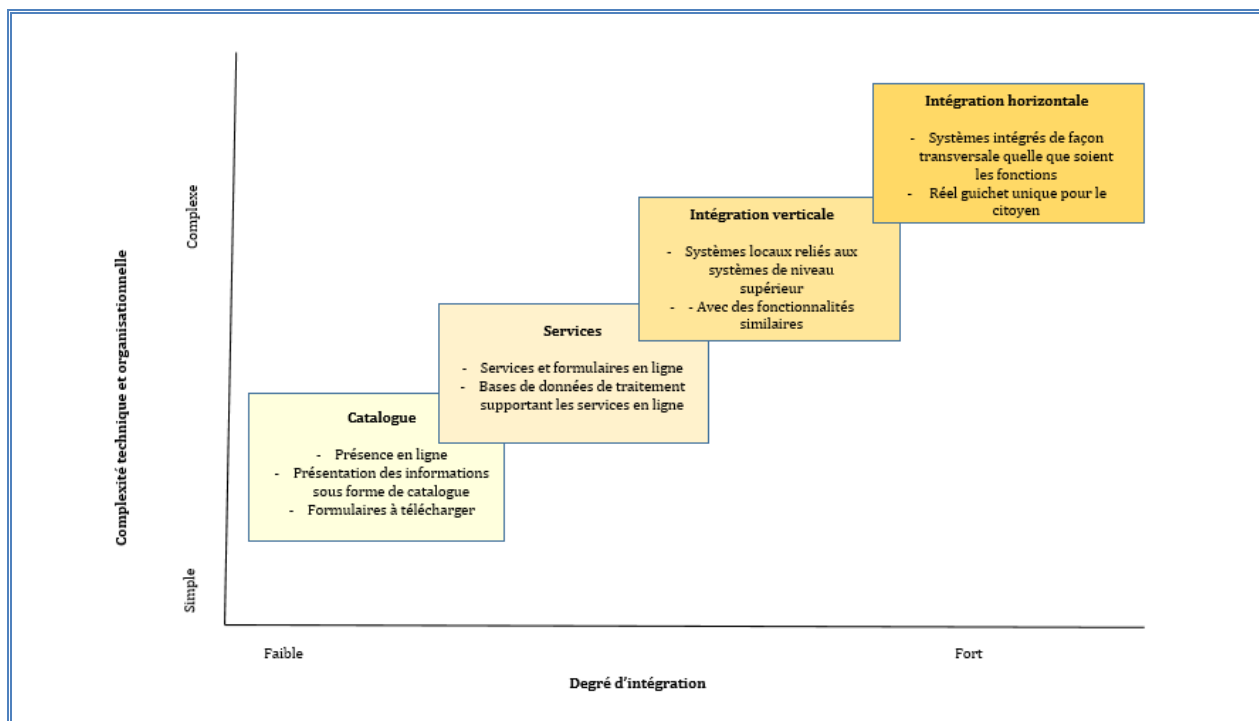 Intégration horizontale
- Systèmes intégrés de façon
transversale quelle que soient
les fonctions
- Réel guichet unique pour le
citoyen
Intégration verticale
- Systèmes locaux reliés aux
systèmes de niveau
supérieur
- - Avec des fonctionnalités
similaires
Services
- Services et formulaires en ligne
- Bases de données de traitement
supportant les services en ligne
Catalogue
- Présence en ligne
- Présentation des informations
sous forme de catalogue
- Formulaires à télécharger
Complexe
Complexité technique et organisationnelle
Simple
Faible
Fort
Degré d'intégration